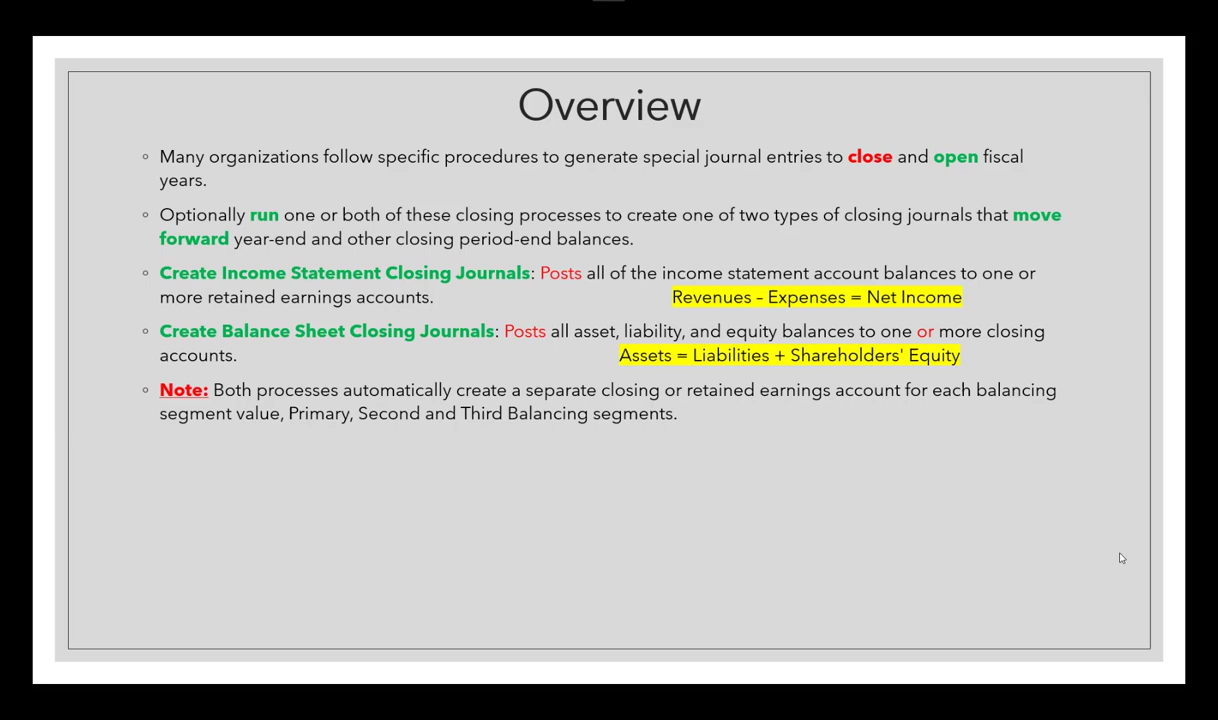 Overview
Many organizations follow specific procedures to generate special journal entries to close and open fiscal
years.
Optionally run one or both of these closing processes to create one of two types of closing journals that move
forward year-end and other closing period-end balances.
Create Income Statement Closing Journals: Posts all of the income statement account balances to one or
more retained earnings accounts. Revenues – Expenses = Net Income
Create Balance Sheet Closing Journals: Posts all asset, liability, and equity balances to one or more closing
accounts. Assets = Liabilities + Shareholders' Equity
Note: Both processes automatically create a separate closing or retained earnings account for each balancing
segment value, Primary, Second and Third Balancing segments.